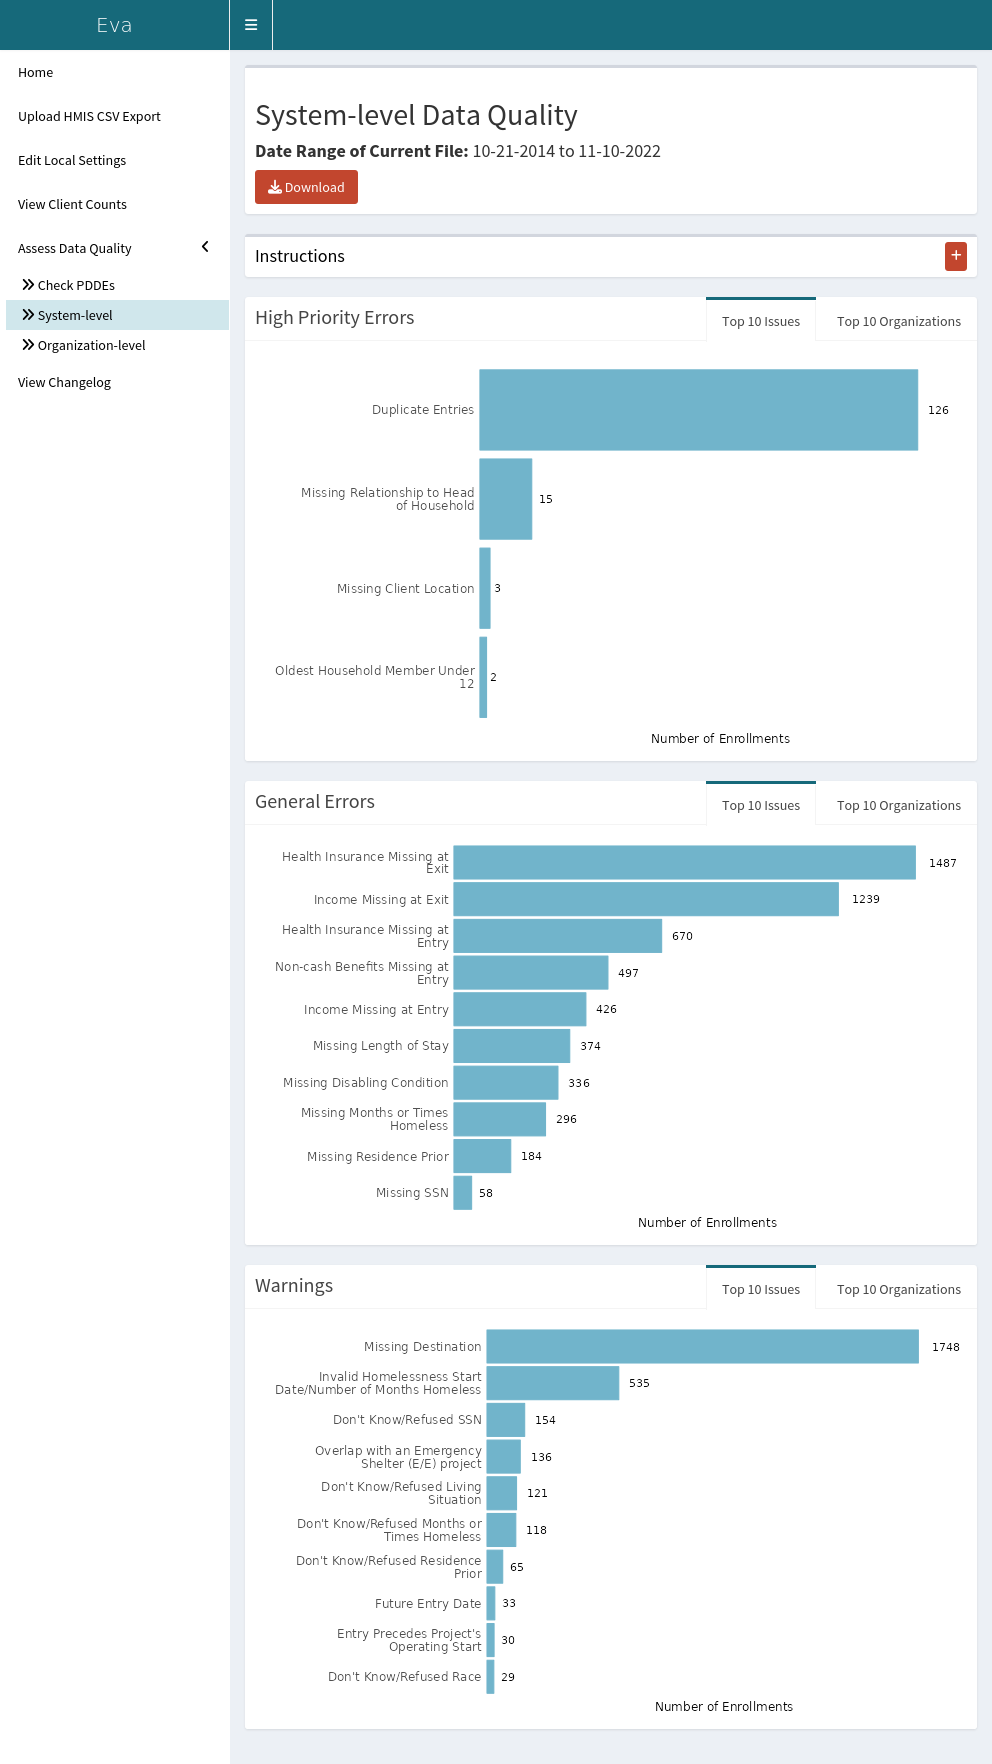 Eva
Home
Upload HMIS CSV Export
Edit Local Settings
View Client Counts
Assess Data Quality
Check PDDEs
System-level
Organization-level
View Changelog
System-level Data Quality
Date Range of Current File: 10-21-2014 to 11-10-2022
Download
Instructions
+
High Priority Errors
Top 10 Issues
Top 10 Organizations
Duplicate Entries
126
Missing Relationship to Head
of Household
15
Missing Client Location
3
Oldest Household Member Under
12
2
Number of Enrollments
General Errors
Top 10 Issues
Top 10 Organizations
Health Insurance Missing at
Exit
1487
Income Missing at Exit
1239
Health Insurance Missing at
Entry
670
Non-cash Benefits Missing at
Entry
497
Income Missing at Entry
426
Missing Length of Stay
374
Missing Disabling Condition
336
Missing Months or Times
Homeless
296
Missing Residence Prior
184
Missing SSN
58
Number of Enrollments
Warnings
Top 10 Issues
Top 10 Organizations
Missing Destination
1748
Invalid Homelessness Start
Date/Number of Months Homeless
535
Don't Know/Refused SSN
154
Overlap with an Emergency
Shelter (E/E) project
136
Don't Know/Refused Living
Situation
121
Don't Know/Refused Months or
Times Homeless
118
Don't Know/Refused Residence
Prior
65
Future Entry Date
33
Entry Precedes Project's
Operating Start
30
Don't Know/Refused Race
29
Number of Enrollments